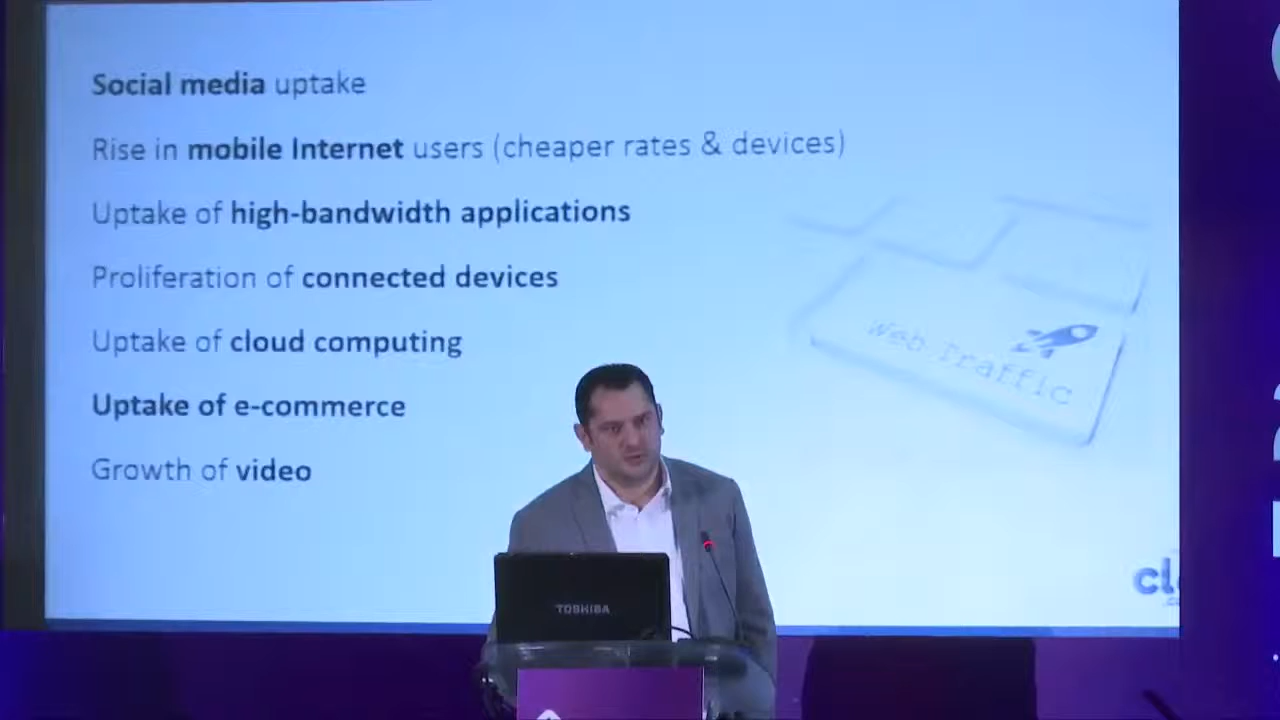 Social media uptake
Rise in mobile Internet users (cheaper rates & devices)
Uptake of high-bandwidth applications
Proliferation of connected devices
Uptake of cloud computing
Uptake of e-commerce
Growth of video
Web Traffic
TOSHIBA